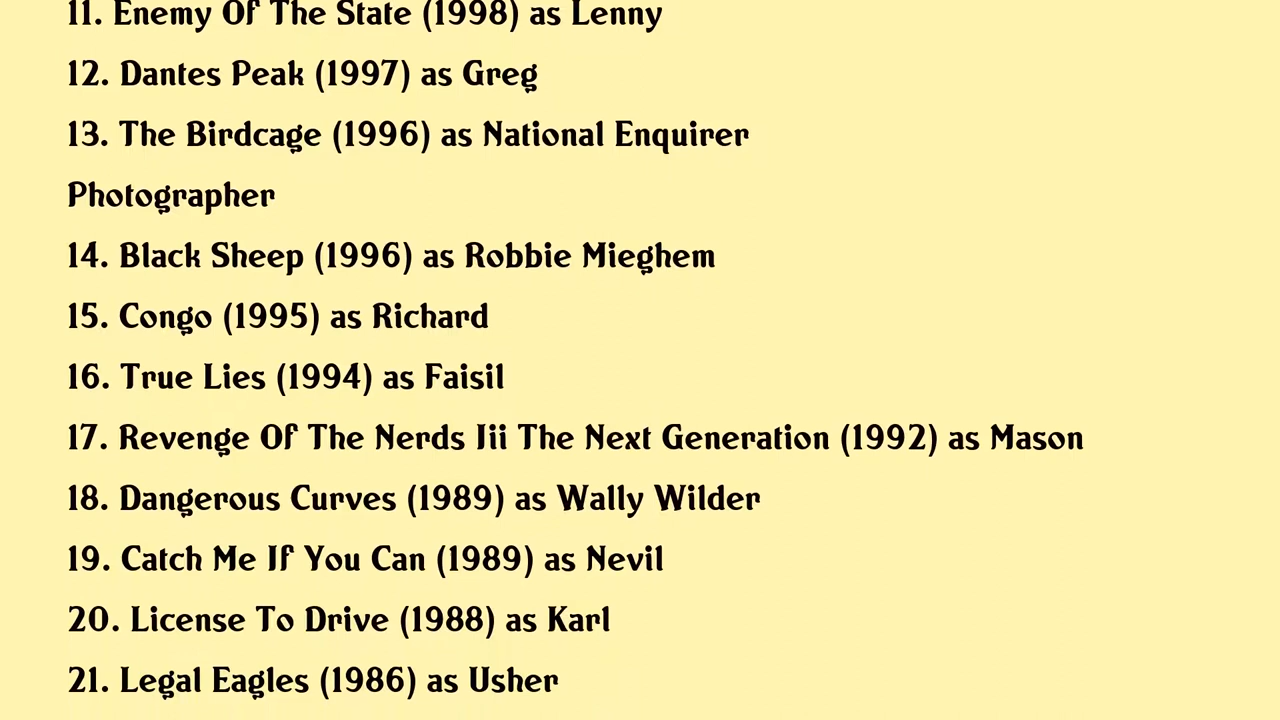 11. Enemy Of The State (1998) as Lenny
12. Dantes Peak (1997) as Greg
13. The Birdcage (1996) as National Enquirer
Photographer
14. Black Sheep (1996) as Robbie Mieghem
15. Congo (1995) as Richard
16. True Lies (1994) as Faisil
17. Revenge Of The Nerds Iii The Next Generation (1992) as Mason
18. Dangerous Curves (1989) as Wally Wilder
19. Catch Me If You Can (1989) as Nevil
20. License To Drive (1988) as Karl
21. Legal Eagles (1986) as Usher